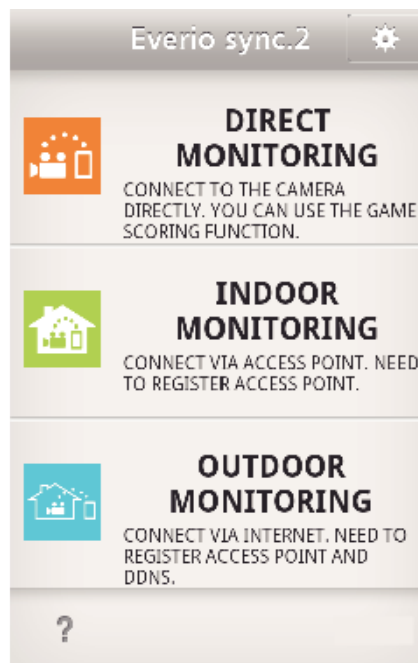 Everio sync.2
DIRECT
MONITORING
CONNECT TO THE CAMERA
DIRECTLY. YOU CAN USE THE GAME
SCORING FUNCTION.
INDOOR
MONITORING
CONNECT VIA ACCESS POINT. NEED
TO REGISTER ACCESS POINT.
OUTDOOR
MONITORING
CONNECT VIA INTERNET. NEED TO
REGISTER ACCESS POINT AND
DDNS.
?